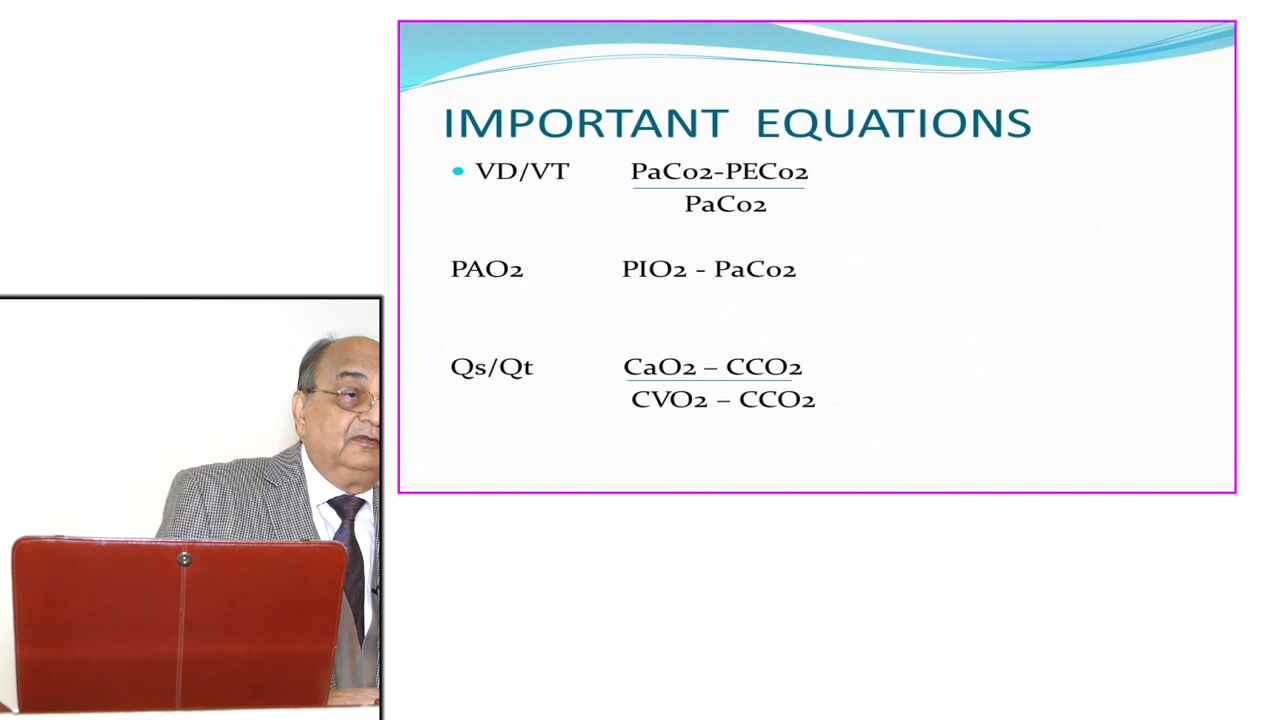 IMPORTANT EQUATIONS
• VD/VT PaCo2-PECo2
PaCo2
PAO2 PIO2 - PaCo2
Qs/Qt CaO2 – CCO2
CVO2 – CCO2